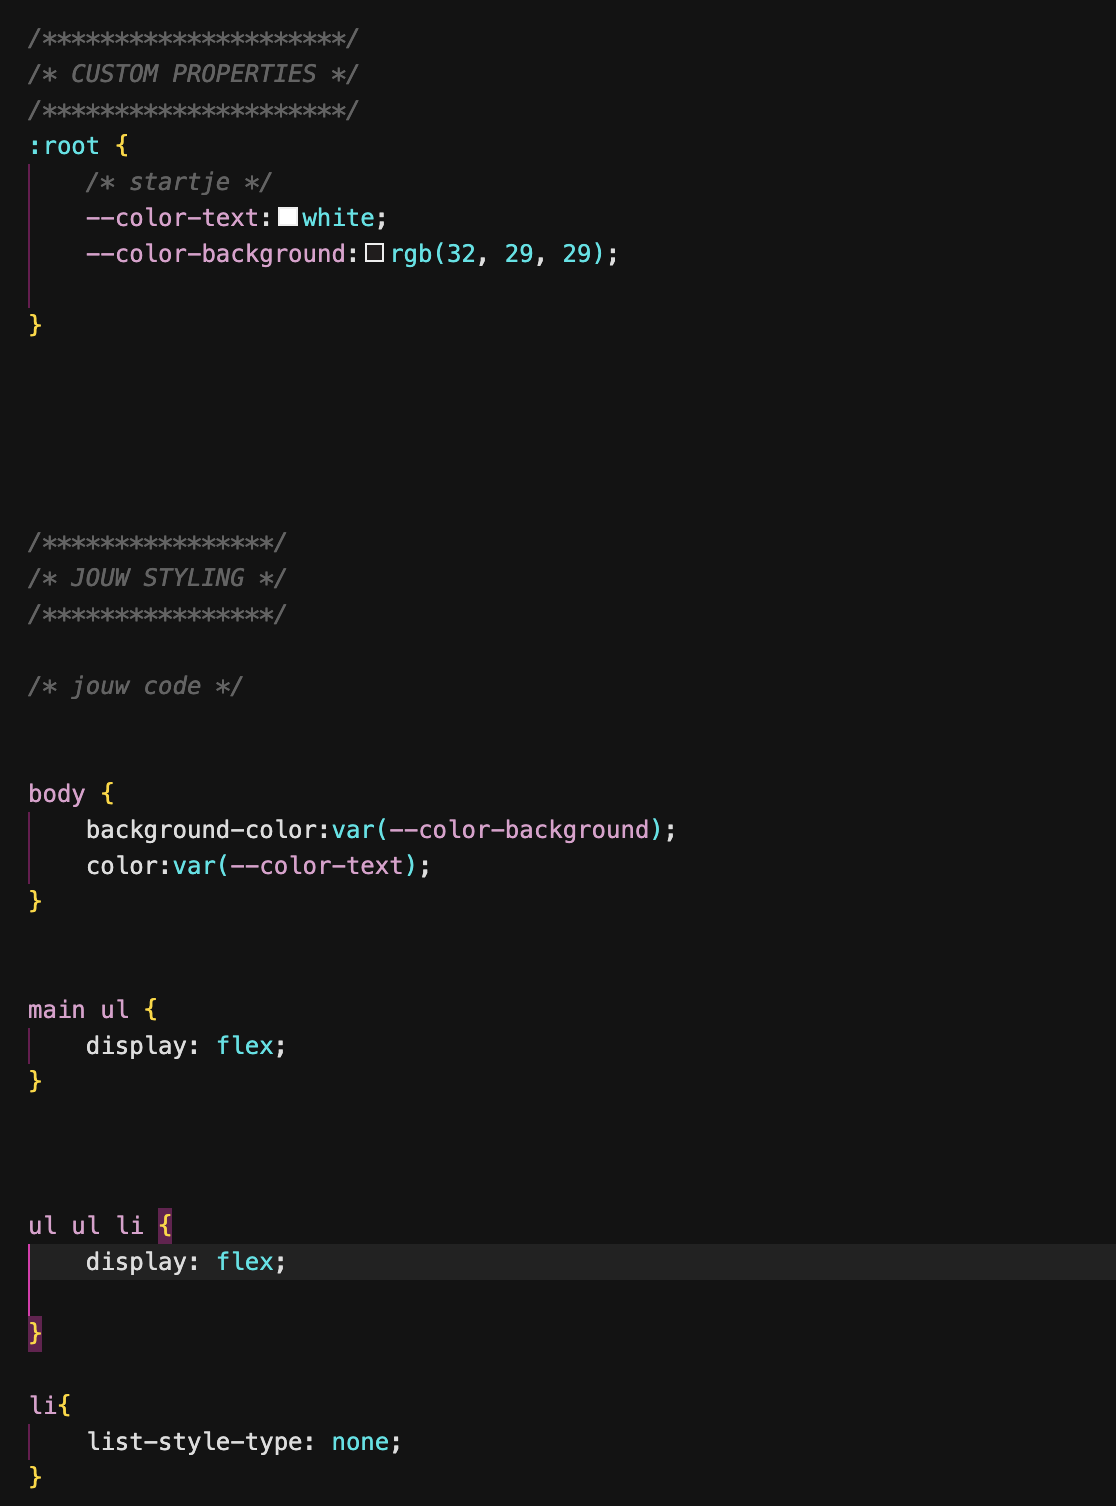 /*********************/
/* CUSTOM PROPERTIES */
/*********************/
:root {
    /* startje */
    --color-text: white;
    --color-background: rgb(32, 29, 29);
}
/****************/
/* JOUW STYLING */
/****************/
/* jouw code */
body {
    background-color:var(--color-background);
    color:var(--color-text);
}
main ul {
    display: flex;
}
ul ul li {
    display: flex;
}
li{
    list-style-type: none;
}